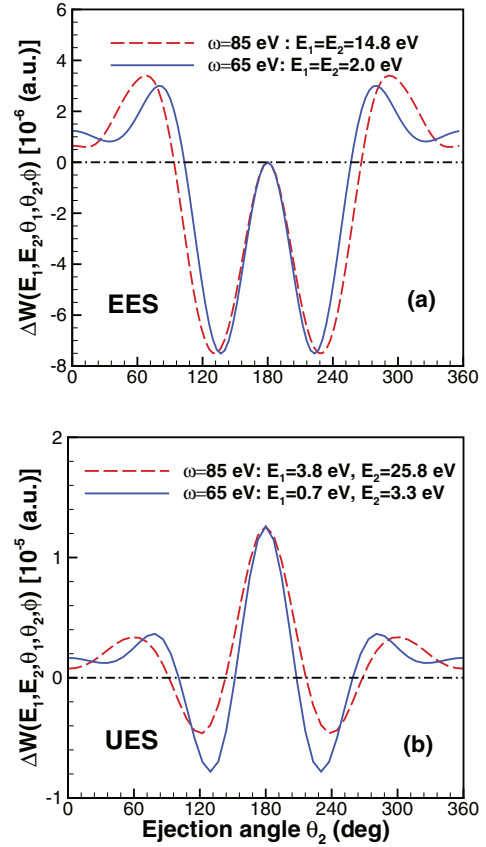 6
ω=85 eV : E₁=E₂=14.8 eV
ω=65 eV: E₁=E₂=2.0 eV
4
2
0
-2
-4
-6
-8
ΔW(E₁,E₂,θ₁,θ₂,ϕ) [10⁻⁶ (a.u.)]
EES
(a)
0 60 120 180 240 300 360
2
ω=85 eV: E₁=3.8 eV, E₂=25.8 eV
ω=65 eV: E₁=0.7 eV, E₂=3.3 eV
1
0
-1
ΔW(E₁,E₂,θ₁,θ₂,ϕ) [10⁻⁵ (a.u.)]
UES
(b)
0 60 120 180 240 300 360
Ejection angle θ₂ (deg)